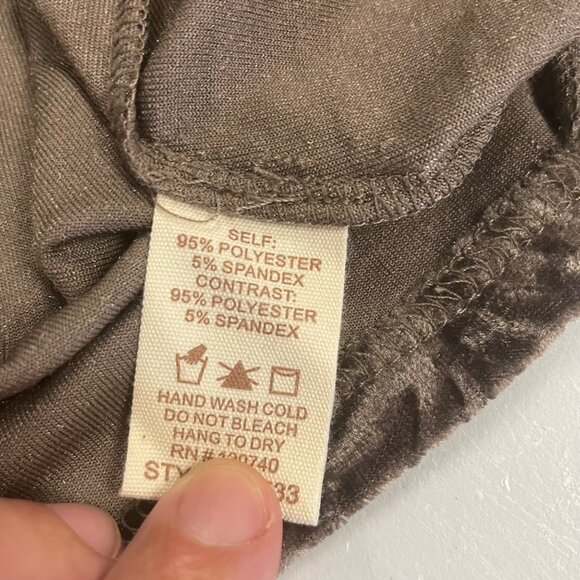 SELF:
95% POLYESTER
5% SPANDEX
CONTRAST:
95% POLYESTER
5% SPANDEX
HAND WASH COLD
DO NOT BLEACH
HANG TO DRY
RN #